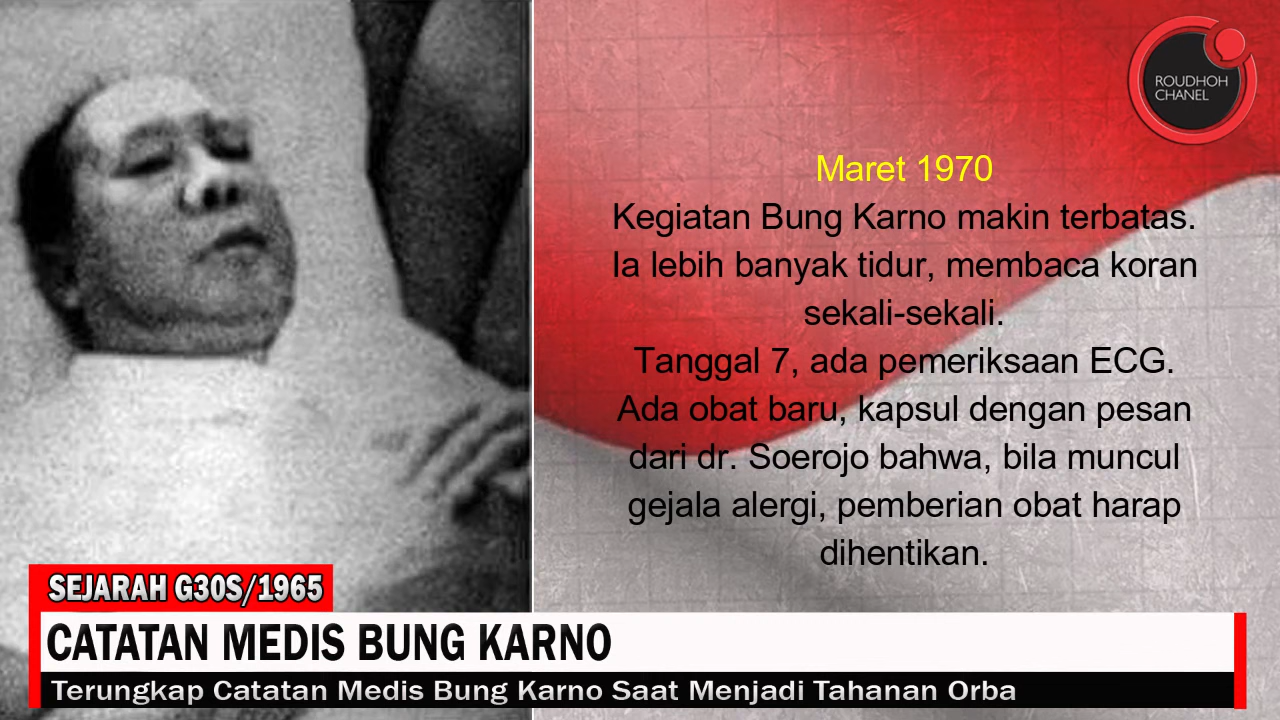 ROUDHOH
CHANEL
Maret 1970
Kegiatan Bung Karno makin terbatas.
Ia lebih banyak tidur, membaca koran
sekali-sekali.
Tanggal 7, ada pemeriksaan ECG.
Ada obat baru, kapsul dengan pesan
dari dr. Soerojo bahwa, bila muncul
gejala alergi, pemberian obat harap
dihentikan.
SEJARAH G30S/1965
CATATAN MEDIS BUNG KARNO
Terungkap Catatan Medis Bung Karno Saat Menjadi Tahanan Orba